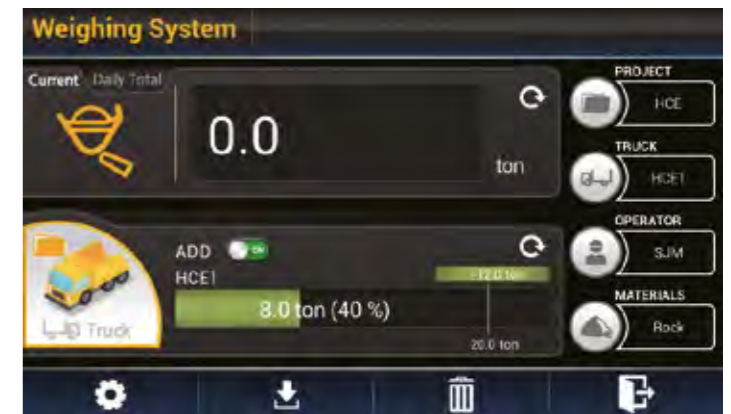 Weighing System
Current Daily Total
0.0
ton
ADD ON
HCE1
-12.0 ton
8.0 ton (40 %)
20.0 ton
Truck
PROJECT
HCE
TRUCK
HCE1
OPERATOR
SJM
MATERIALS
Rock